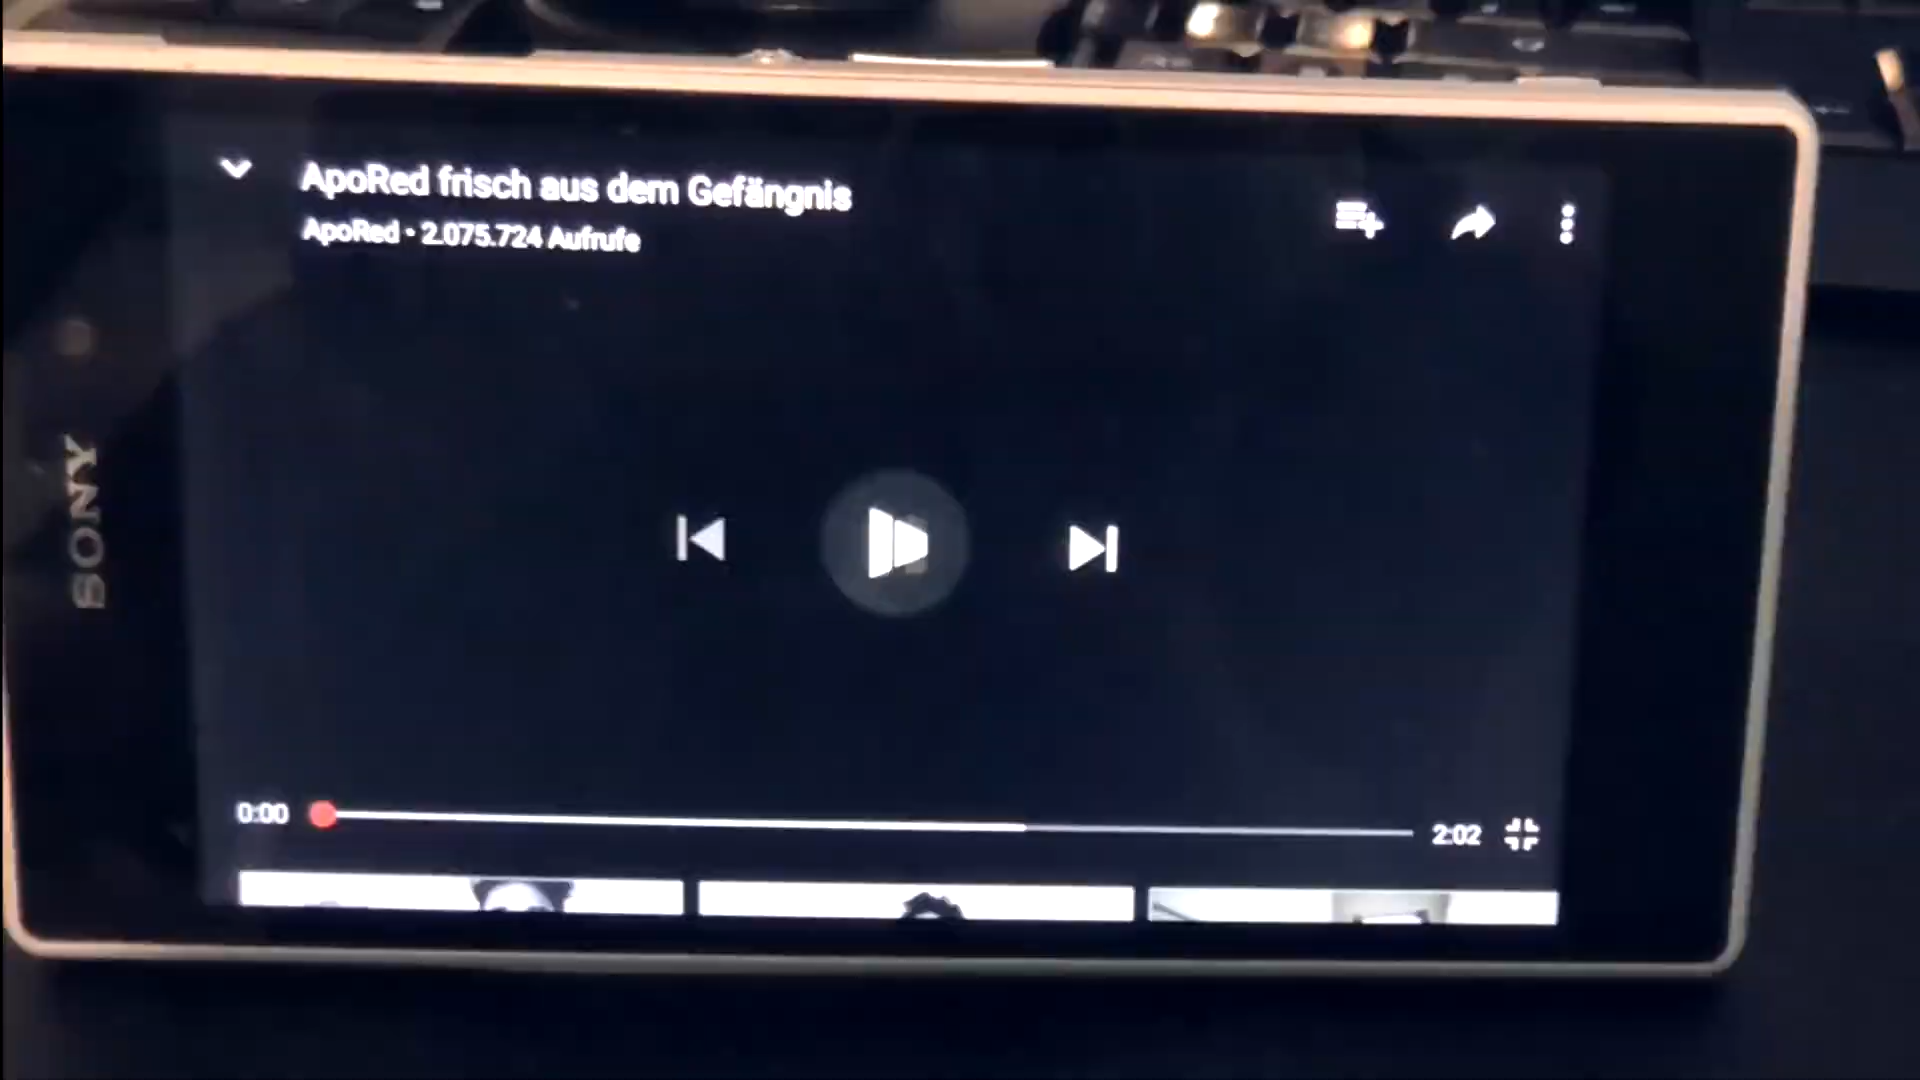 ApoRed frisch aus dem Gefängnis
ApoRed • 2.075.724 Aufrufe
SONY
0:00
2:02